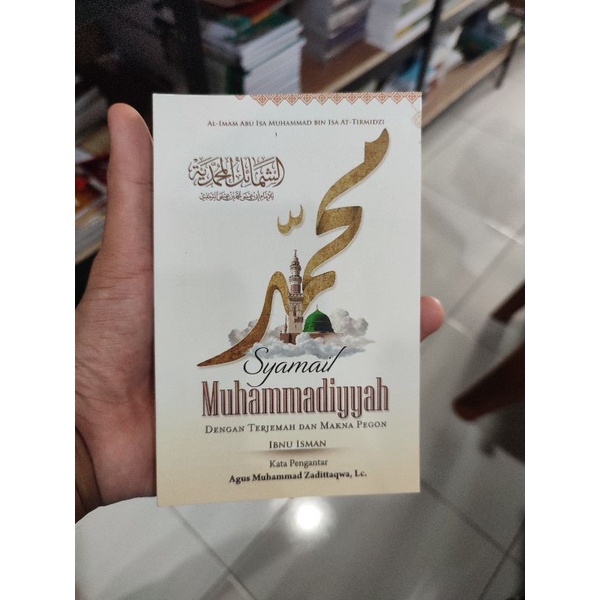 AL-IMAM ABU ISA MUHAMMAD BIN ISA AT-TIRMIDZI
الشمائل المحمدية
محمد
Syamail
Muhammadiyyah
DENGAN TERJEMAH DAN MAKNA PEGON
IBNU ISMAN
Kata Pengantar
Agus Muhammad Zadittaqwa, Lc.